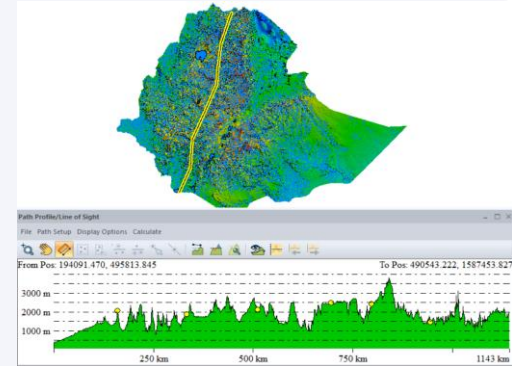 Path Profile/Line of Sight
File Path Setup Display Options Calculate
From Pos: 194091.470, 495813.845 To Pos: 490543.222, 1587453.827
3000 m
2000 m
1000 m
250 km 500 km 750 km 1143 km